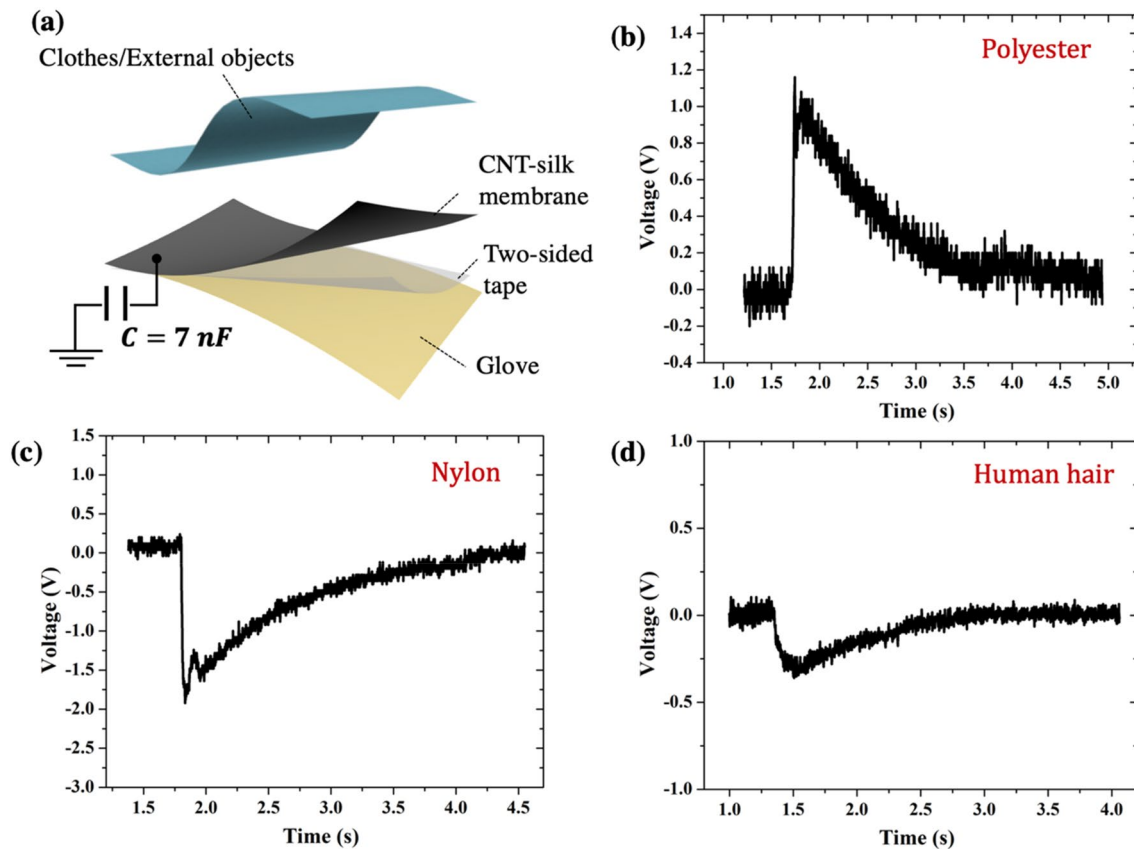 (a)
Clothes/External objects
CNT-silk
membrane
Two-sided
tape
C = 7 nF
Glove
(b)
Polyester
1.4
1.2
1.0
0.8
0.6
0.4
0.2
0.0
-0.2
-0.4
Voltage (V)
1.0 1.5 2.0 2.5 3.0 3.5 4.0 4.5 5.0
Time (s)
(c)
Nylon
1.5
1.0
0.5
0.0
-0.5
-1.0
-1.5
-2.0
-2.5
-3.0
Voltage (V)
1.5 2.0 2.5 3.0 3.5 4.0 4.5
Time (s)
(d)
Human hair
1.0
0.5
0.0
-0.5
-1.0
Voltage (V)
1.0 1.5 2.0 2.5 3.0 3.5 4.0
Time (s)